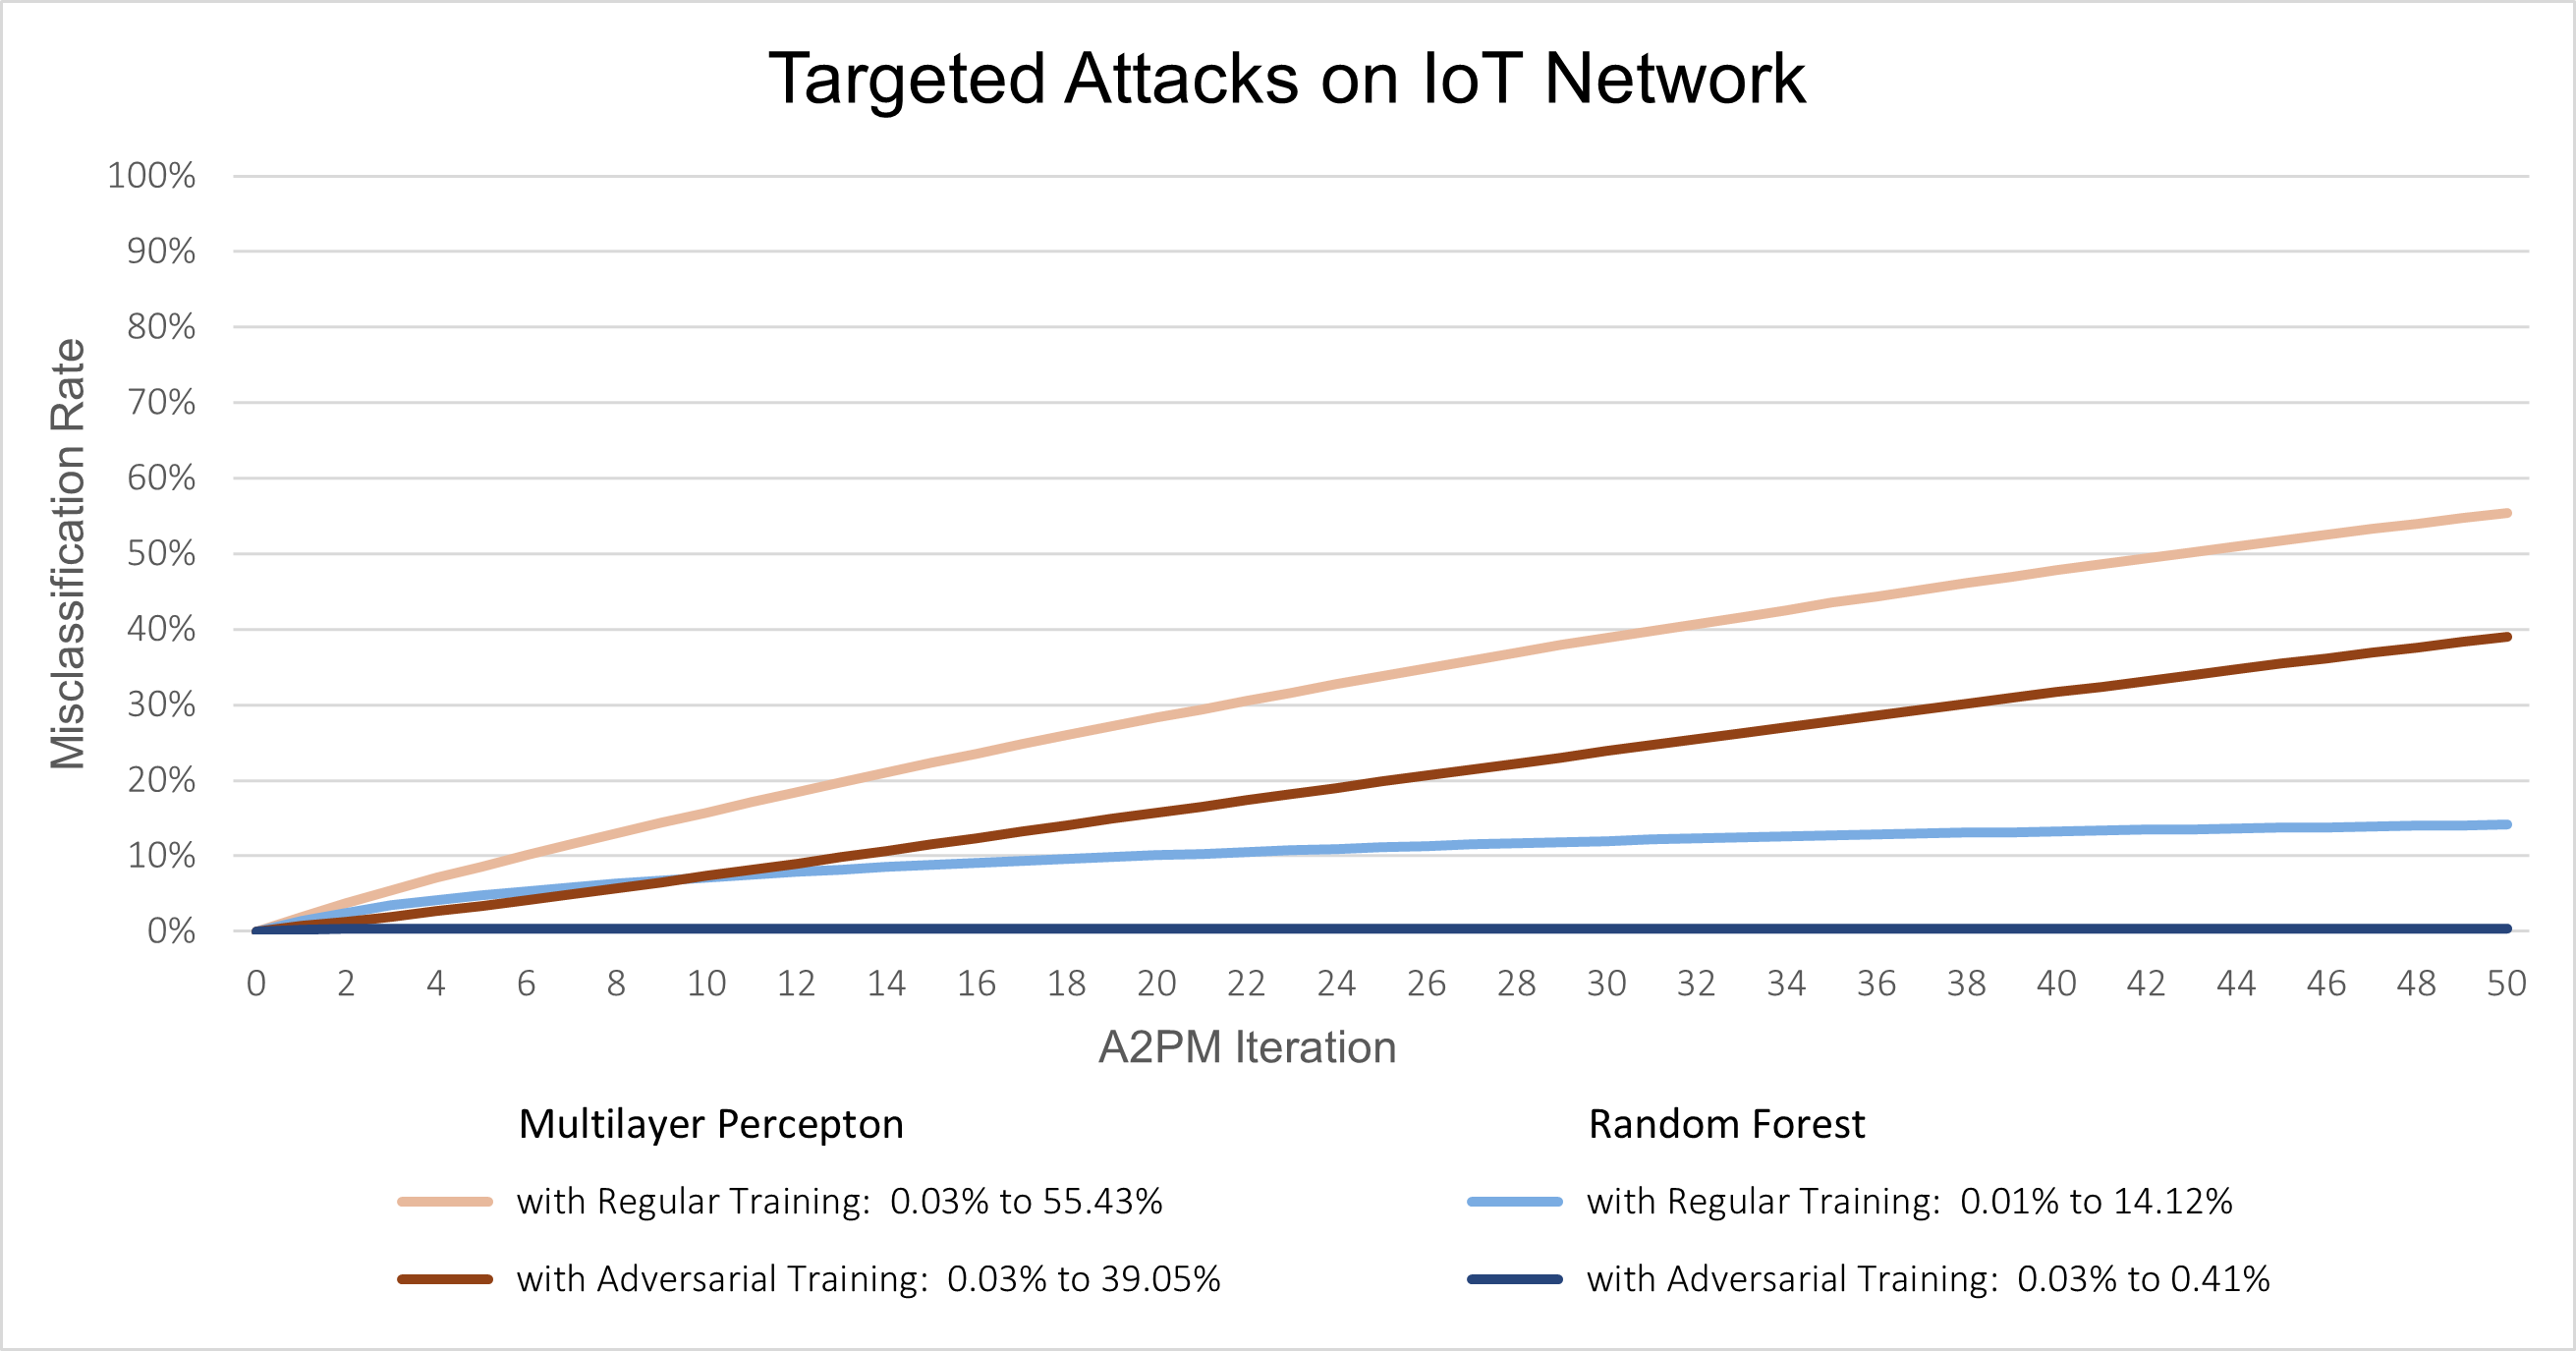 Targeted Attacks on IoT Network
Misclassification Rate
100%
90%
80%
70%
60%
50%
40%
30%
20%
10%
0%
0 2 4 6 8 10 12 14 16 18 20 22 24 26 28 30 32 34 36 38 40 42 44 46 48 50
A2PM Iteration
Multilayer Percepton
with Regular Training: 0.03% to 55.43%
with Adversarial Training: 0.03% to 39.05%
Random Forest
with Regular Training: 0.01% to 14.12%
with Adversarial Training: 0.03% to 0.41%